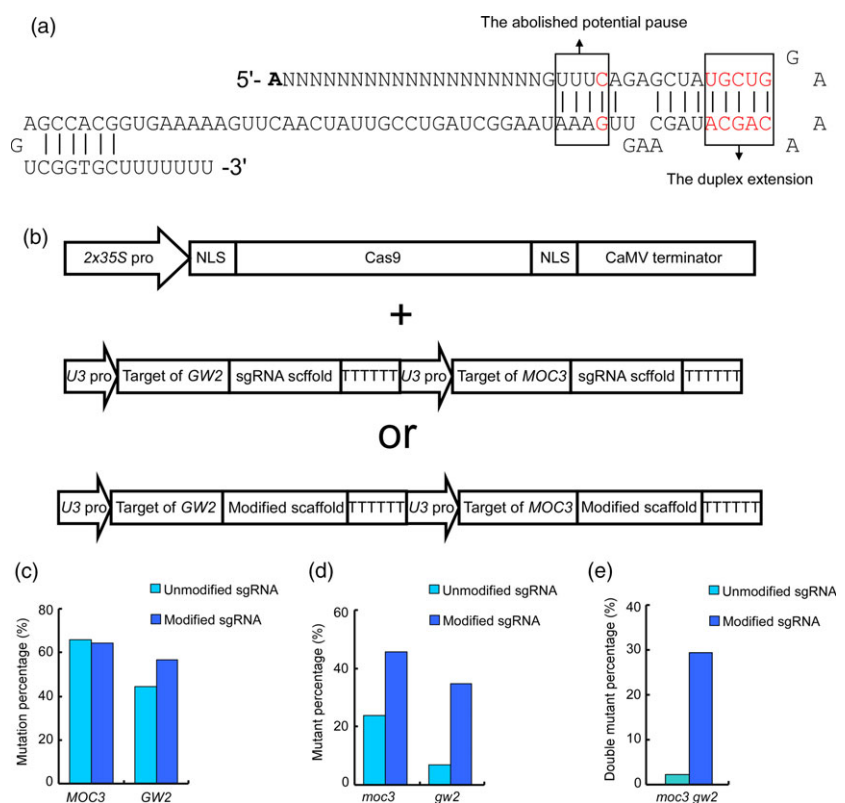 (a)
The abolished potential pause
G
5'- ANNNNNNNNNNNNNNNNNNNGUUUCAGAGCUAUGCUG A
AGCCACGGUGAAAAAGUUCAACUAUUGCCUGAUCGGAAUAAAGUU CGAUACGAC A
G GAA A
UCGGTGCUUUUUUU -3'
The duplex extension
(b)
2x35S pro NLS Cas9 NLS CaMV terminator
+
U3 pro Target of GW2 sgRNA scffold TTTTTT U3 pro Target of MOC3 sgRNA scffold TTTTTT
or
U3 pro Target of GW2 Modified scaffold TTTTTT U3 pro Target of MOC3 Modified scaffold TTTTTT
(c)
Unmodified sgRNA
Modified sgRNA
Mutation percentage (%)
80
60
40
20
0
MOC3 GW2
(d)
Unmodified sgRNA
Modified sgRNA
Mutant percentage (%)
60
40
20
0
moc3 gw2
(e)
Unmodified sgRNA
Modified sgRNA
Double mutant percentage (%)
40
30
20
10
0
moc3 gw2